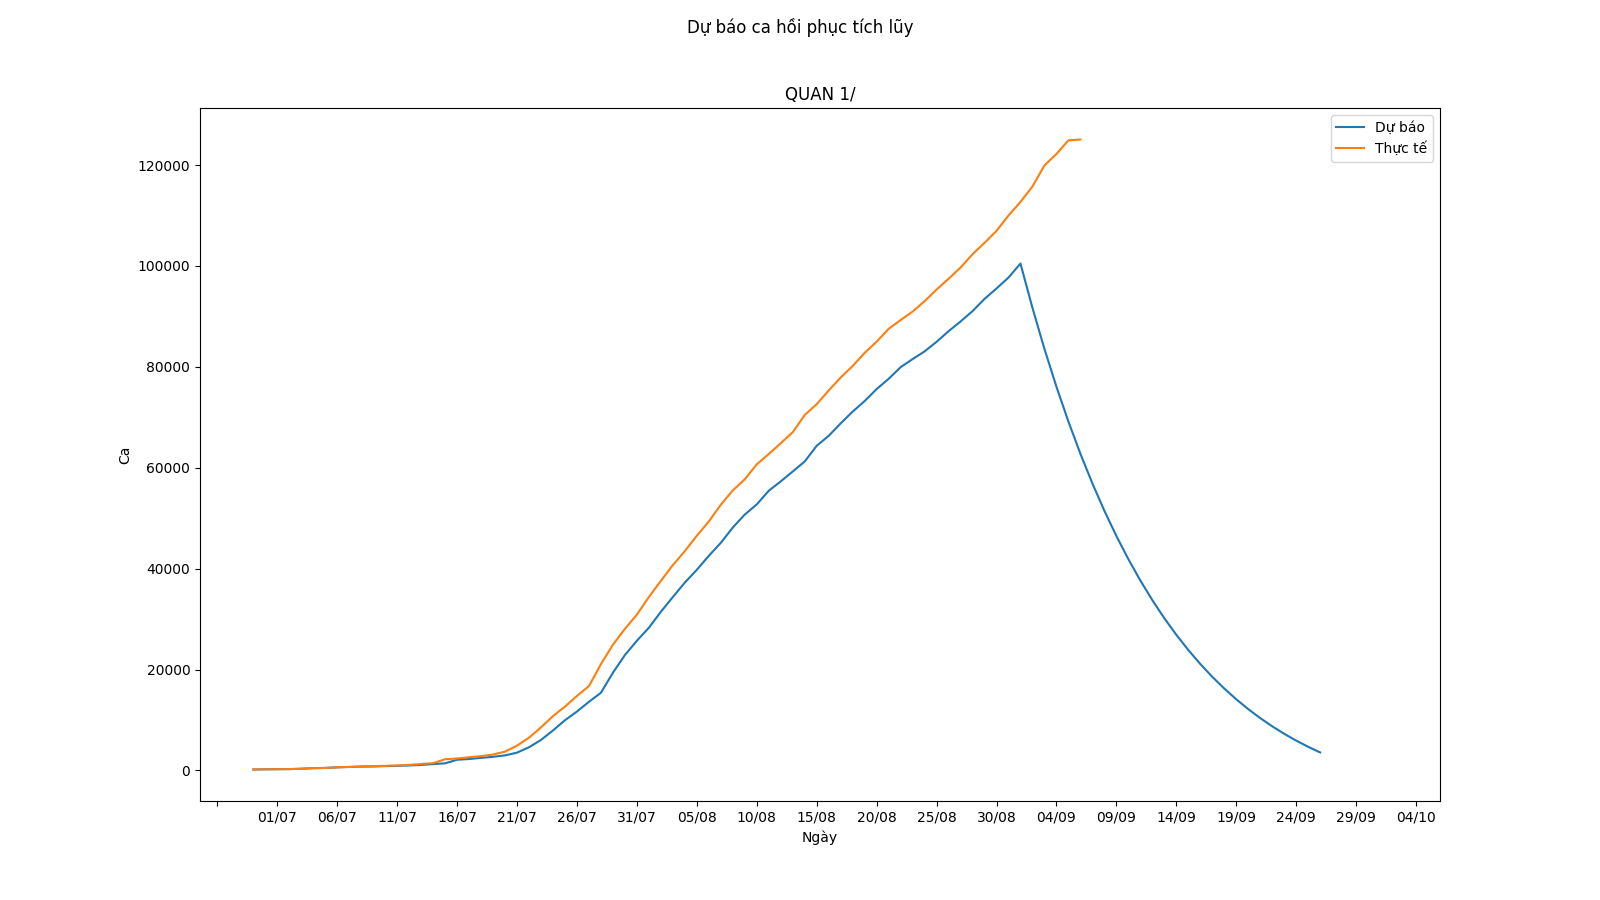 Dự báo ca hồi phục tích lũy
QUAN 1/
Dự báo
Thực tế
120000
100000
80000
60000
40000
20000
0
Ca
01/07 06/07 11/07 16/07 21/07 26/07 31/07 05/08 10/08 15/08 20/08 25/08 30/08 04/09 09/09 14/09 19/09 24/09 29/09 04/10
Ngày